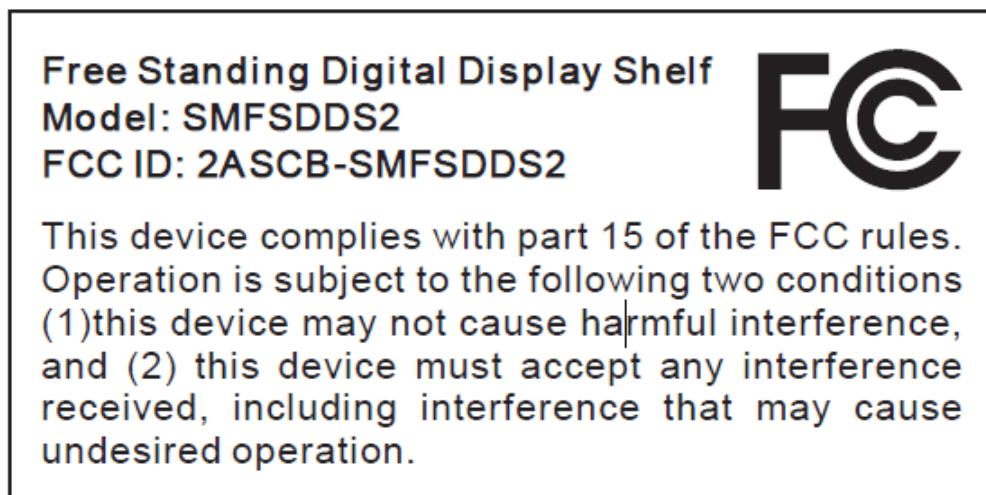 Free Standing Digital Display Shelf
Model: SMFSDDS2
FCC ID: 2ASCB-SMFSDDS2
FCC
This device complies with part 15 of the FCC rules.
Operation is subject to the following two conditions
(1)this device may not cause harmful interference,
and (2) this device must accept any interference
received, including interference that may cause
undesired operation.